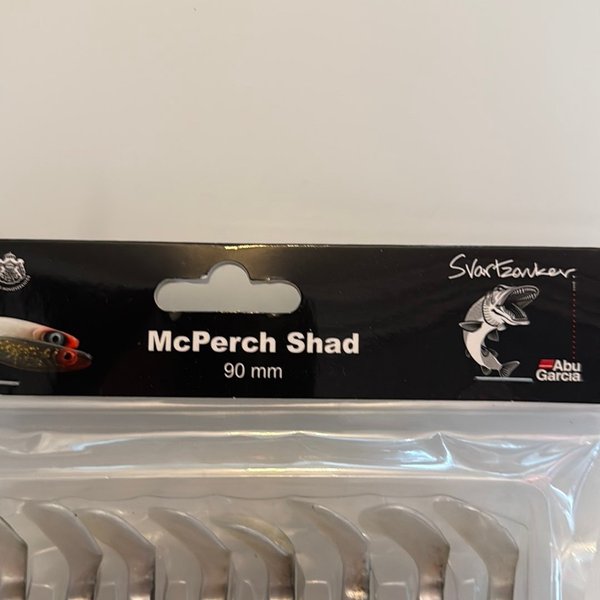 Svartzonker
McPerch Shad
90 mm
Abu
Garcia